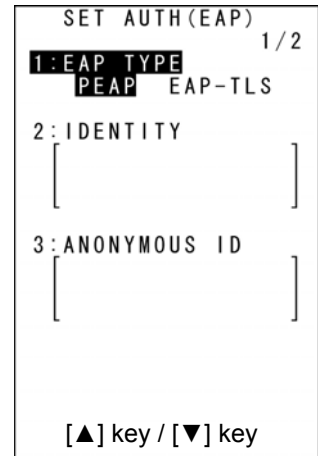 SET AUTH(EAP)
1/2
1:EAP TYPE
PEAP EAP-TLS
2:IDENTITY
[ ]
3:ANONYMOUS ID
[ ]
[▲] key / [▼] key